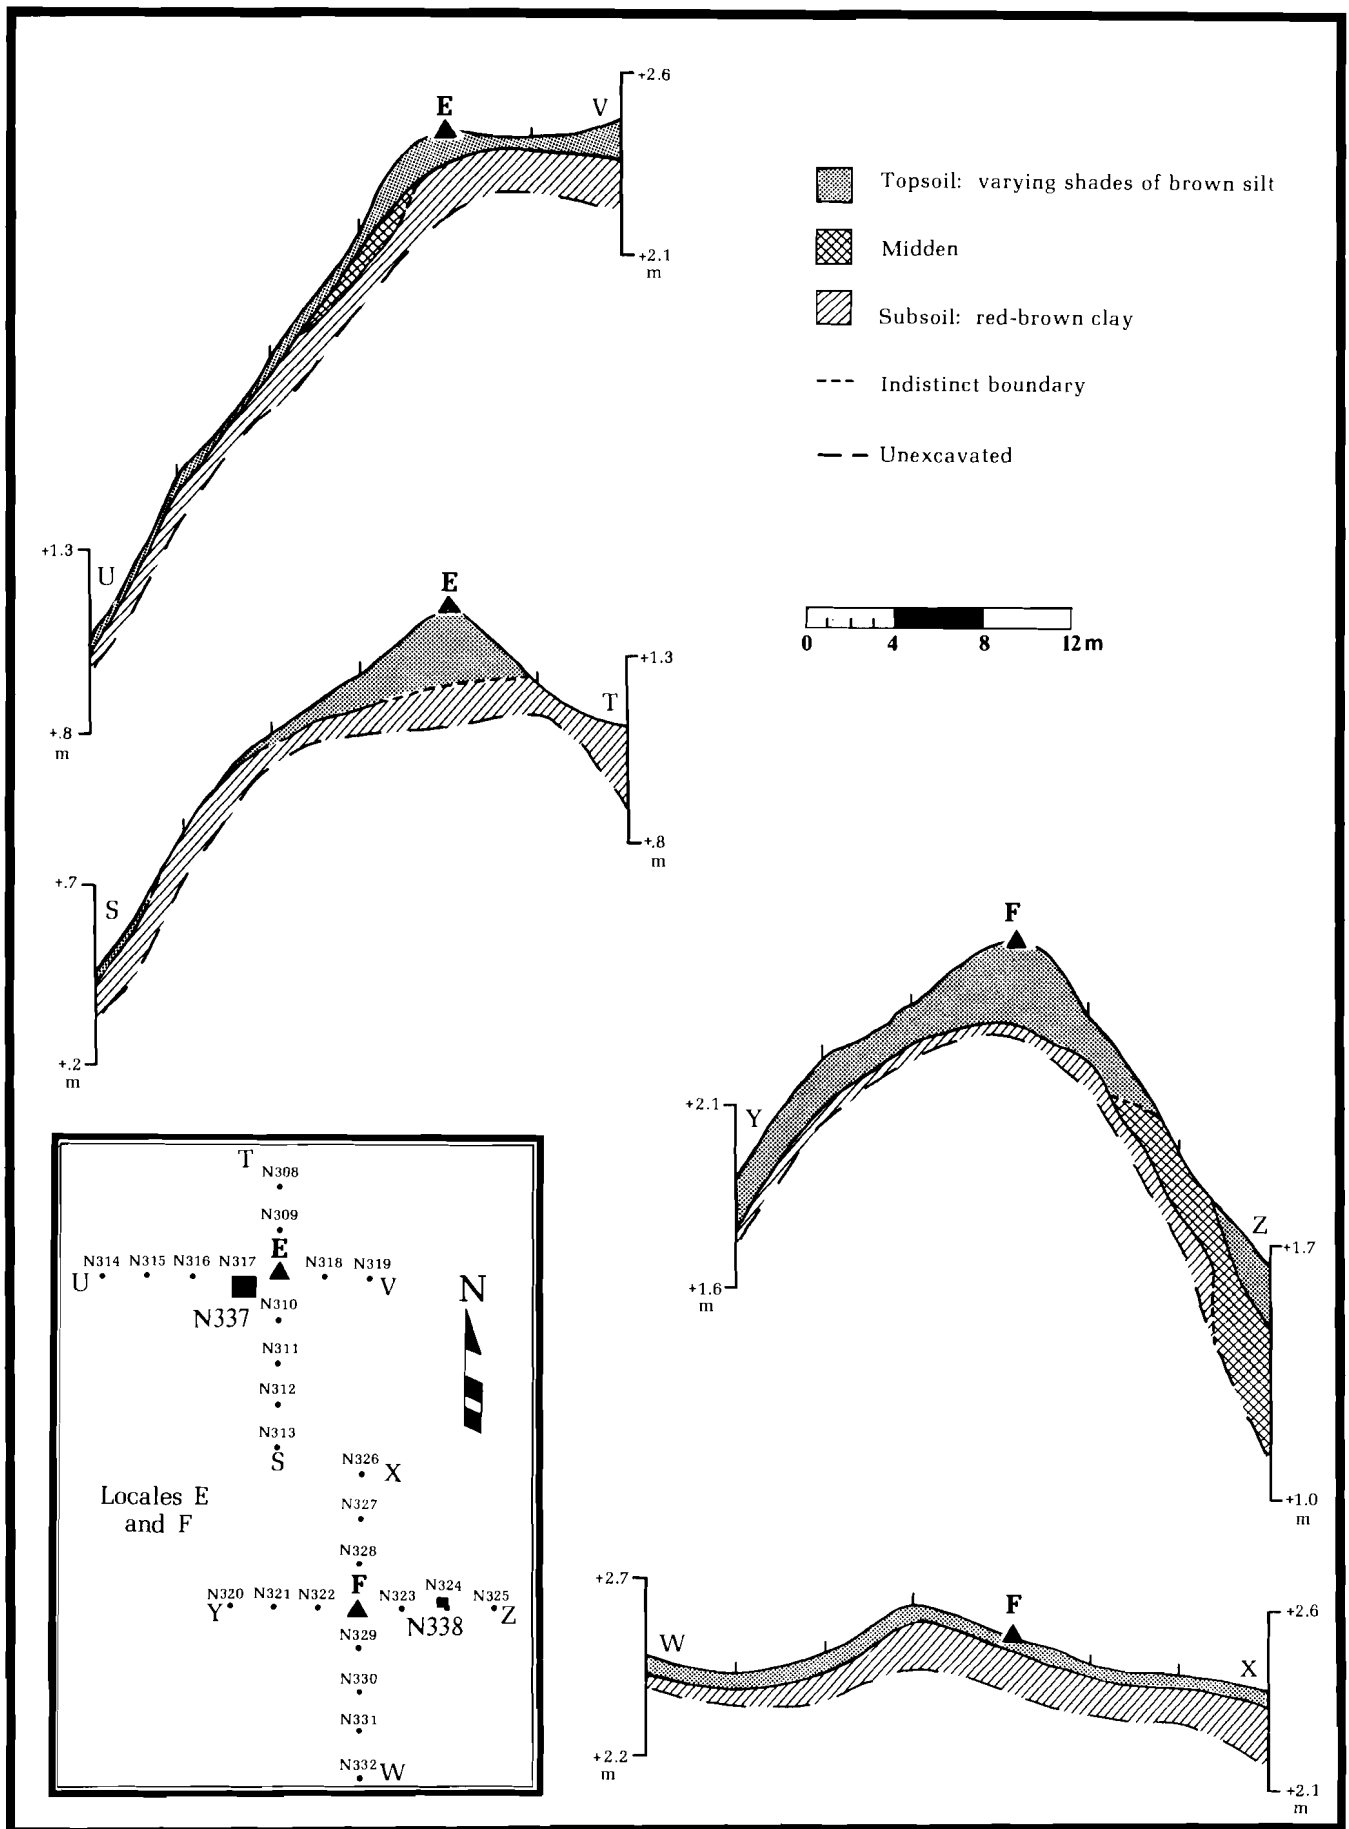 +2.6
E
V
+2.1
m
+1.3
U
+.8
m
Topsoil: varying shades of brown silt
Midden
Subsoil: red-brown clay
Indistinct boundary
Unexcavated
0 4 8 12m
E
+1.3
T
+.8
m
+.7
S
+.2
m
F
+2.1
Y
+1.6
m
Z
+1.7
+1.0
m
+2.7
W
F
+2.6
X
+2.2
m
+2.1
m
T
N308
N309
E
N314 N315 N316 N317 N318 N319
U V
N
N337
N310
N311
N312
N313
S
N326
X
Locales E
and F
N327
N328
F
N320 N321 N322 N323 N324 N325
Y Z
N338
N329
N330
N331
N332 W